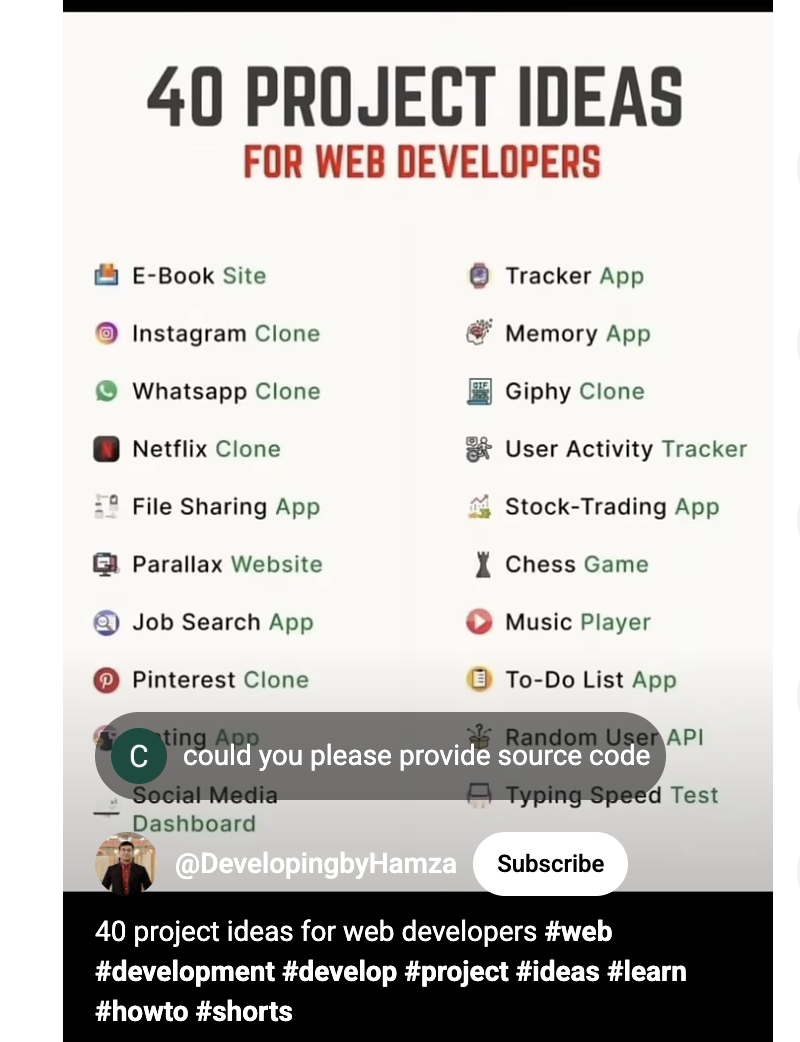 40 PROJECT IDEAS
FOR WEB DEVELOPERS
E-Book Site
Instagram Clone
Whatsapp Clone
Netflix Clone
File Sharing App
Parallax Website
Job Search App
Pinterest Clone
App
Social Media
Dashboard
Tracker App
Memory App
GIF
Giphy Clone
User Activity Tracker
Stock-Trading App
Chess Game
Music Player
To-Do List App
Random User API
Typing Speed Test
C
could you please provide source code
@DevelopingbyHamza
Subscribe
40 project ideas for web developers #web
#development #develop #project #ideas #learn
#howto #shorts